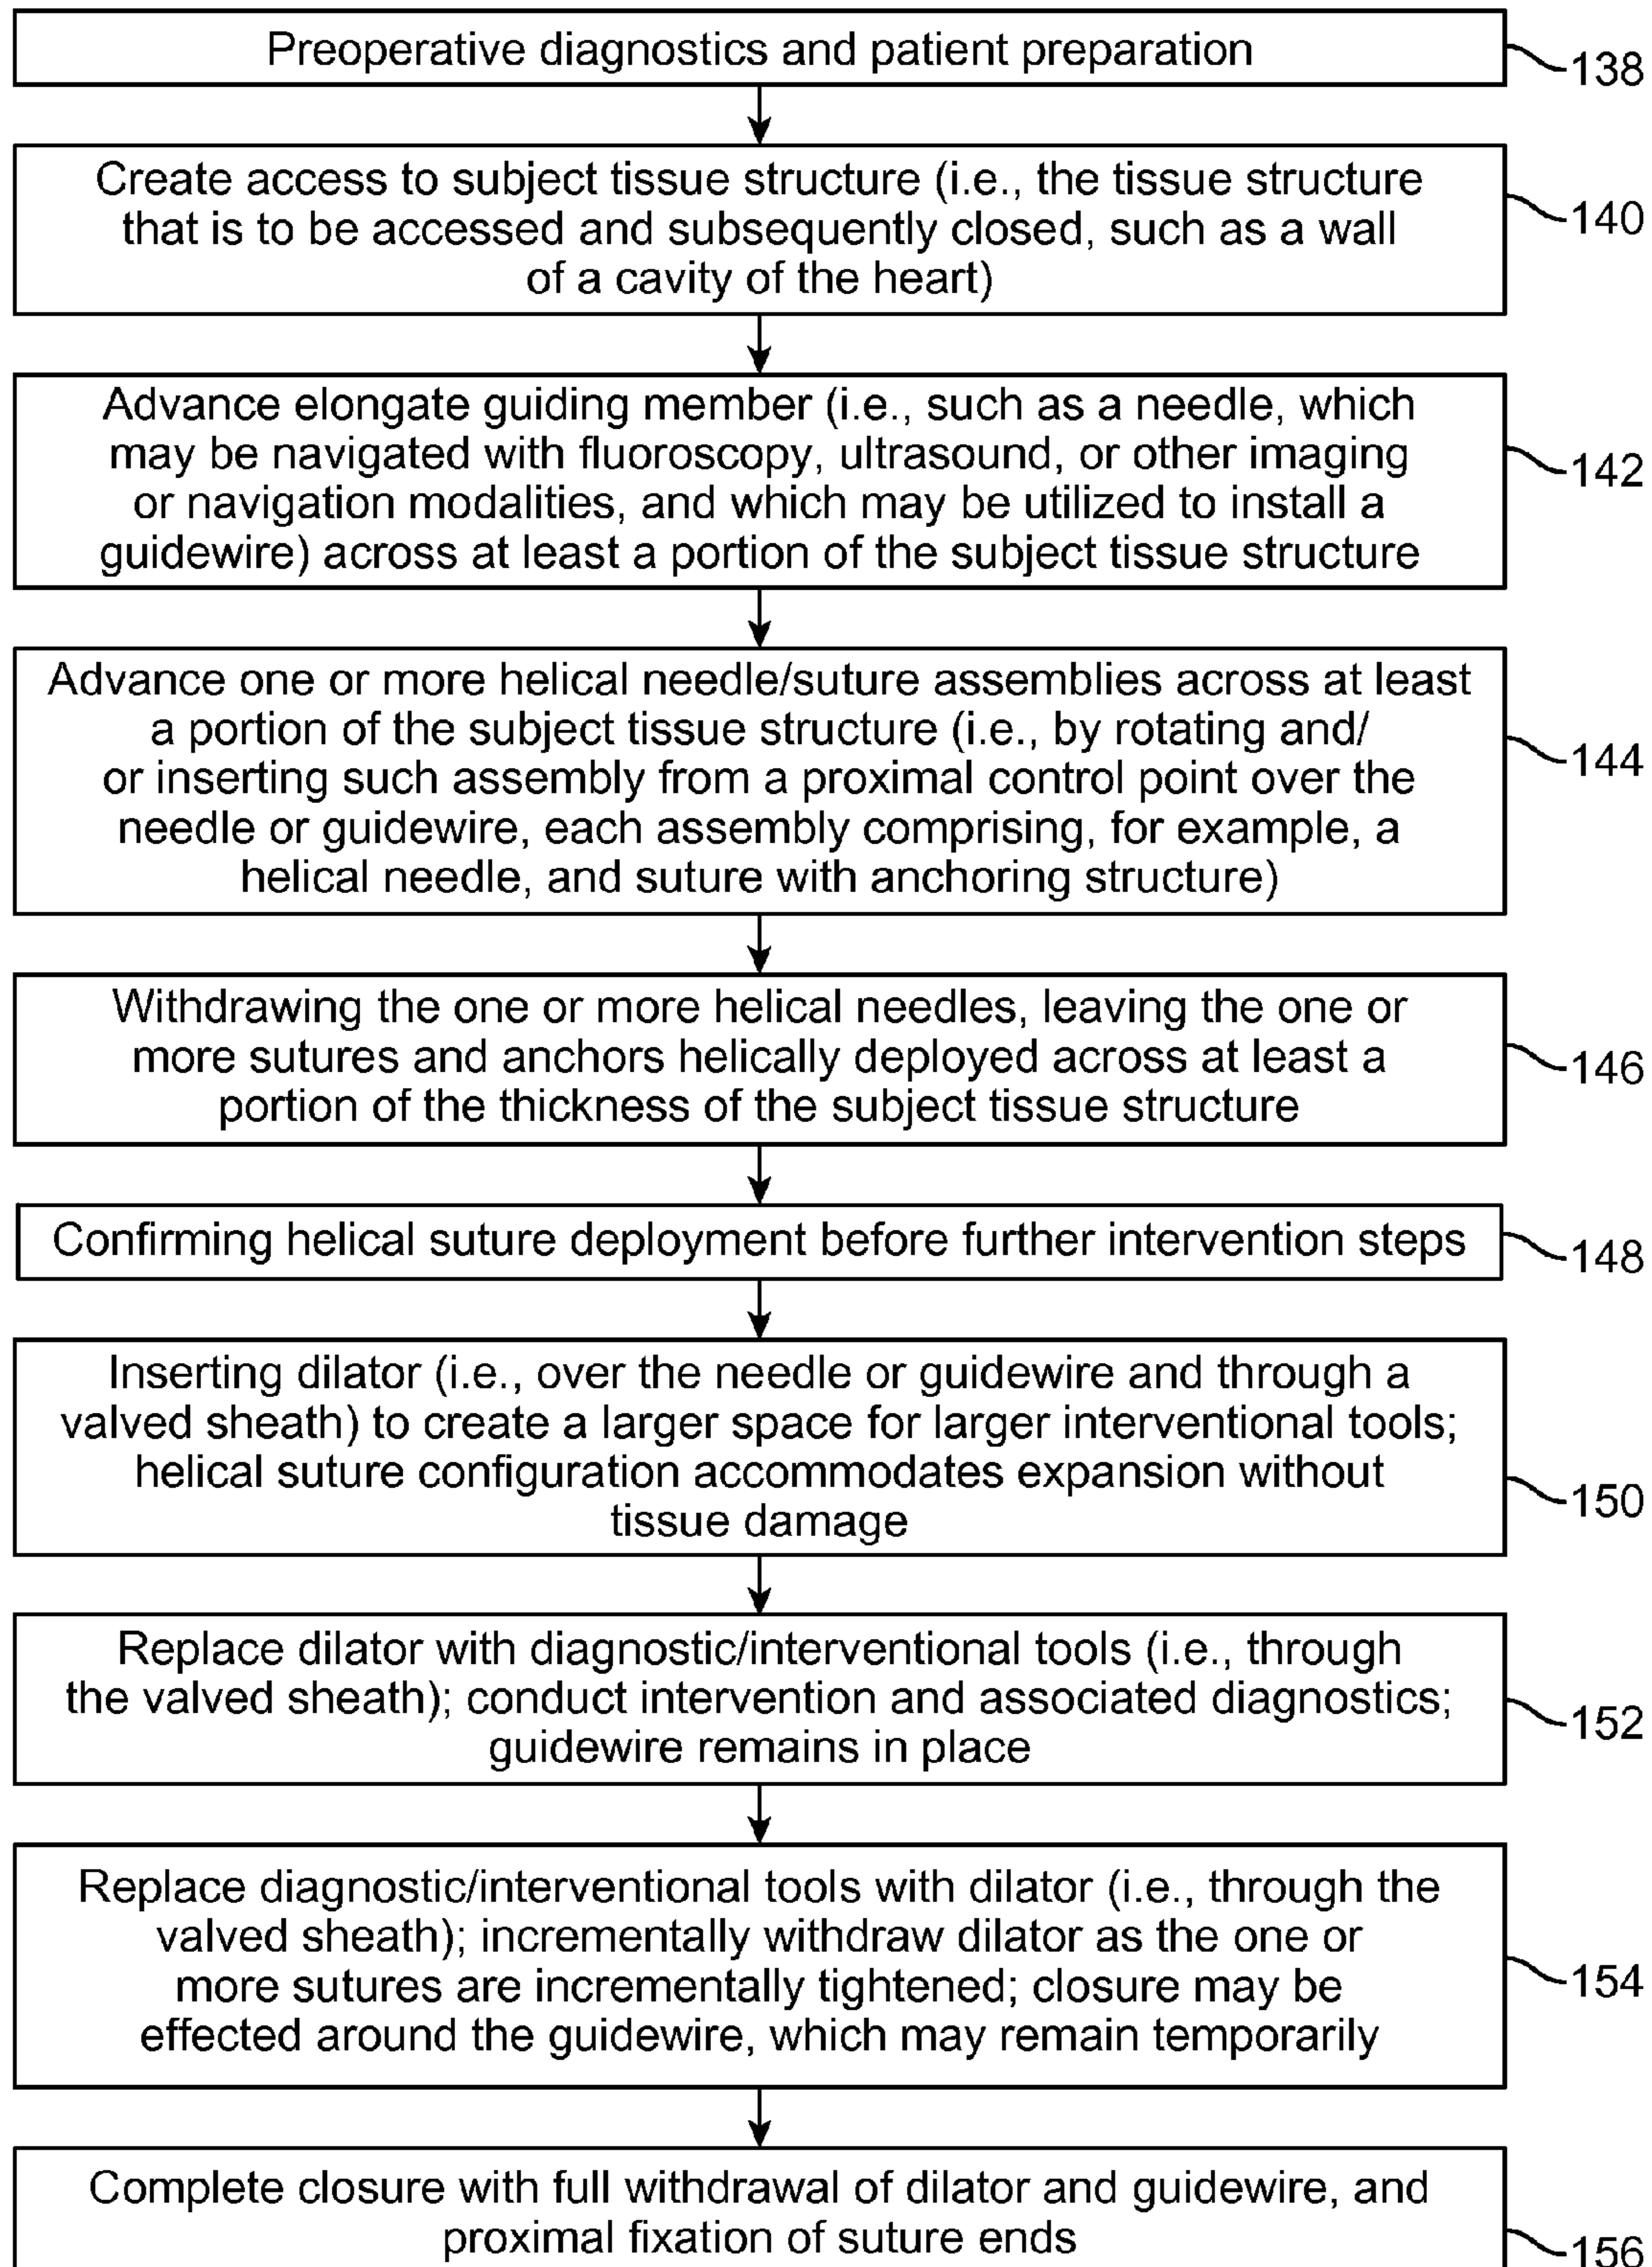 Preoperative diagnostics and patient preparation
138
Create access to subject tissue structure (i.e., the tissue structure
that is to be accessed and subsequently closed, such as a wall
of a cavity of the heart)
140
Advance elongate guiding member (i.e., such as a needle, which
may be navigated with fluoroscopy, ultrasound, or other imaging
or navigation modalities, and which may be utilized to install a
guidewire) across at least a portion of the subject tissue structure
142
Advance one or more helical needle/suture assemblies across at least
a portion of the subject tissue structure (i.e., by rotating and/
or inserting such assembly from a proximal control point over the
needle or guidewire, each assembly comprising, for example, a
helical needle, and suture with anchoring structure)
144
Withdrawing the one or more helical needles, leaving the one or
more sutures and anchors helically deployed across at least a
portion of the thickness of the subject tissue structure
146
Confirming helical suture deployment before further intervention steps
148
Inserting dilator (i.e., over the needle or guidewire and through a
valved sheath) to create a larger space for larger interventional tools;
helical suture configuration accommodates expansion without
tissue damage
150
Replace dilator with diagnostic/interventional tools (i.e., through
the valved sheath); conduct intervention and associated diagnostics;
guidewire remains in place
152
Replace diagnostic/interventional tools with dilator (i.e., through the
valved sheath); incrementally withdraw dilator as the one or
more sutures are incrementally tightened; closure may be
effected around the guidewire, which may remain temporarily
154
Complete closure with full withdrawal of dilator and guidewire, and
proximal fixation of suture ends
156